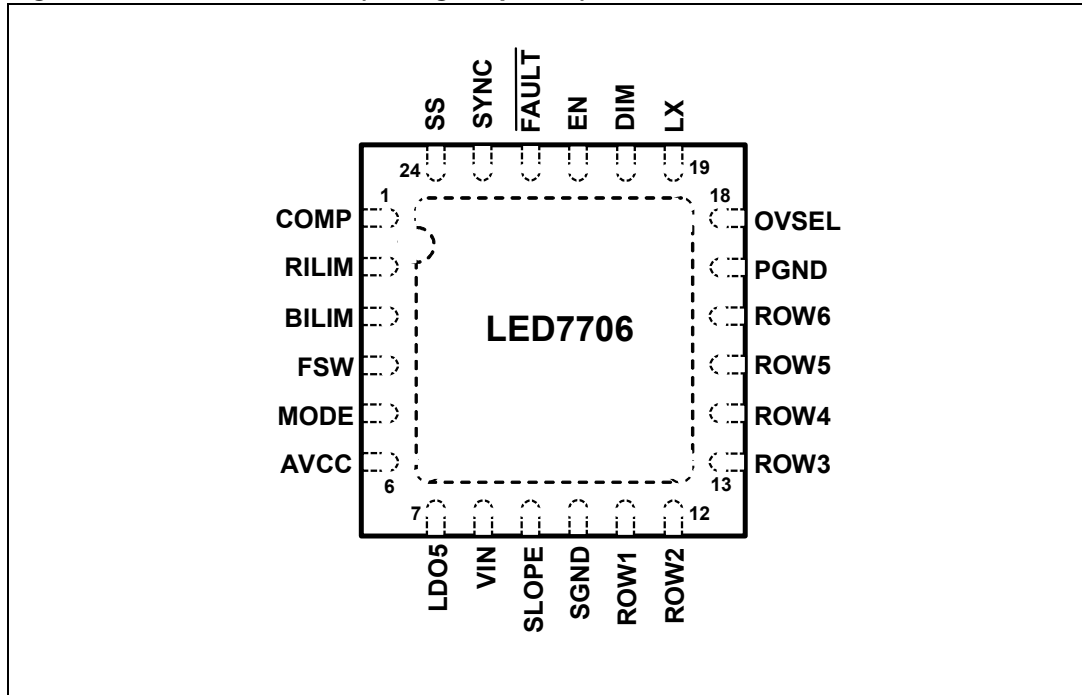 SS
SYNC
FAULT
EN
DIM
LX
24
19
1
18
COMP
OVSEL
RILIM
PGND
BILIM
ROW6
LED7706
FSW
ROW5
MODE
ROW4
AVCC
ROW3
6
13
7
12
LDO5
VIN
SLOPE
SGND
ROW1
ROW2